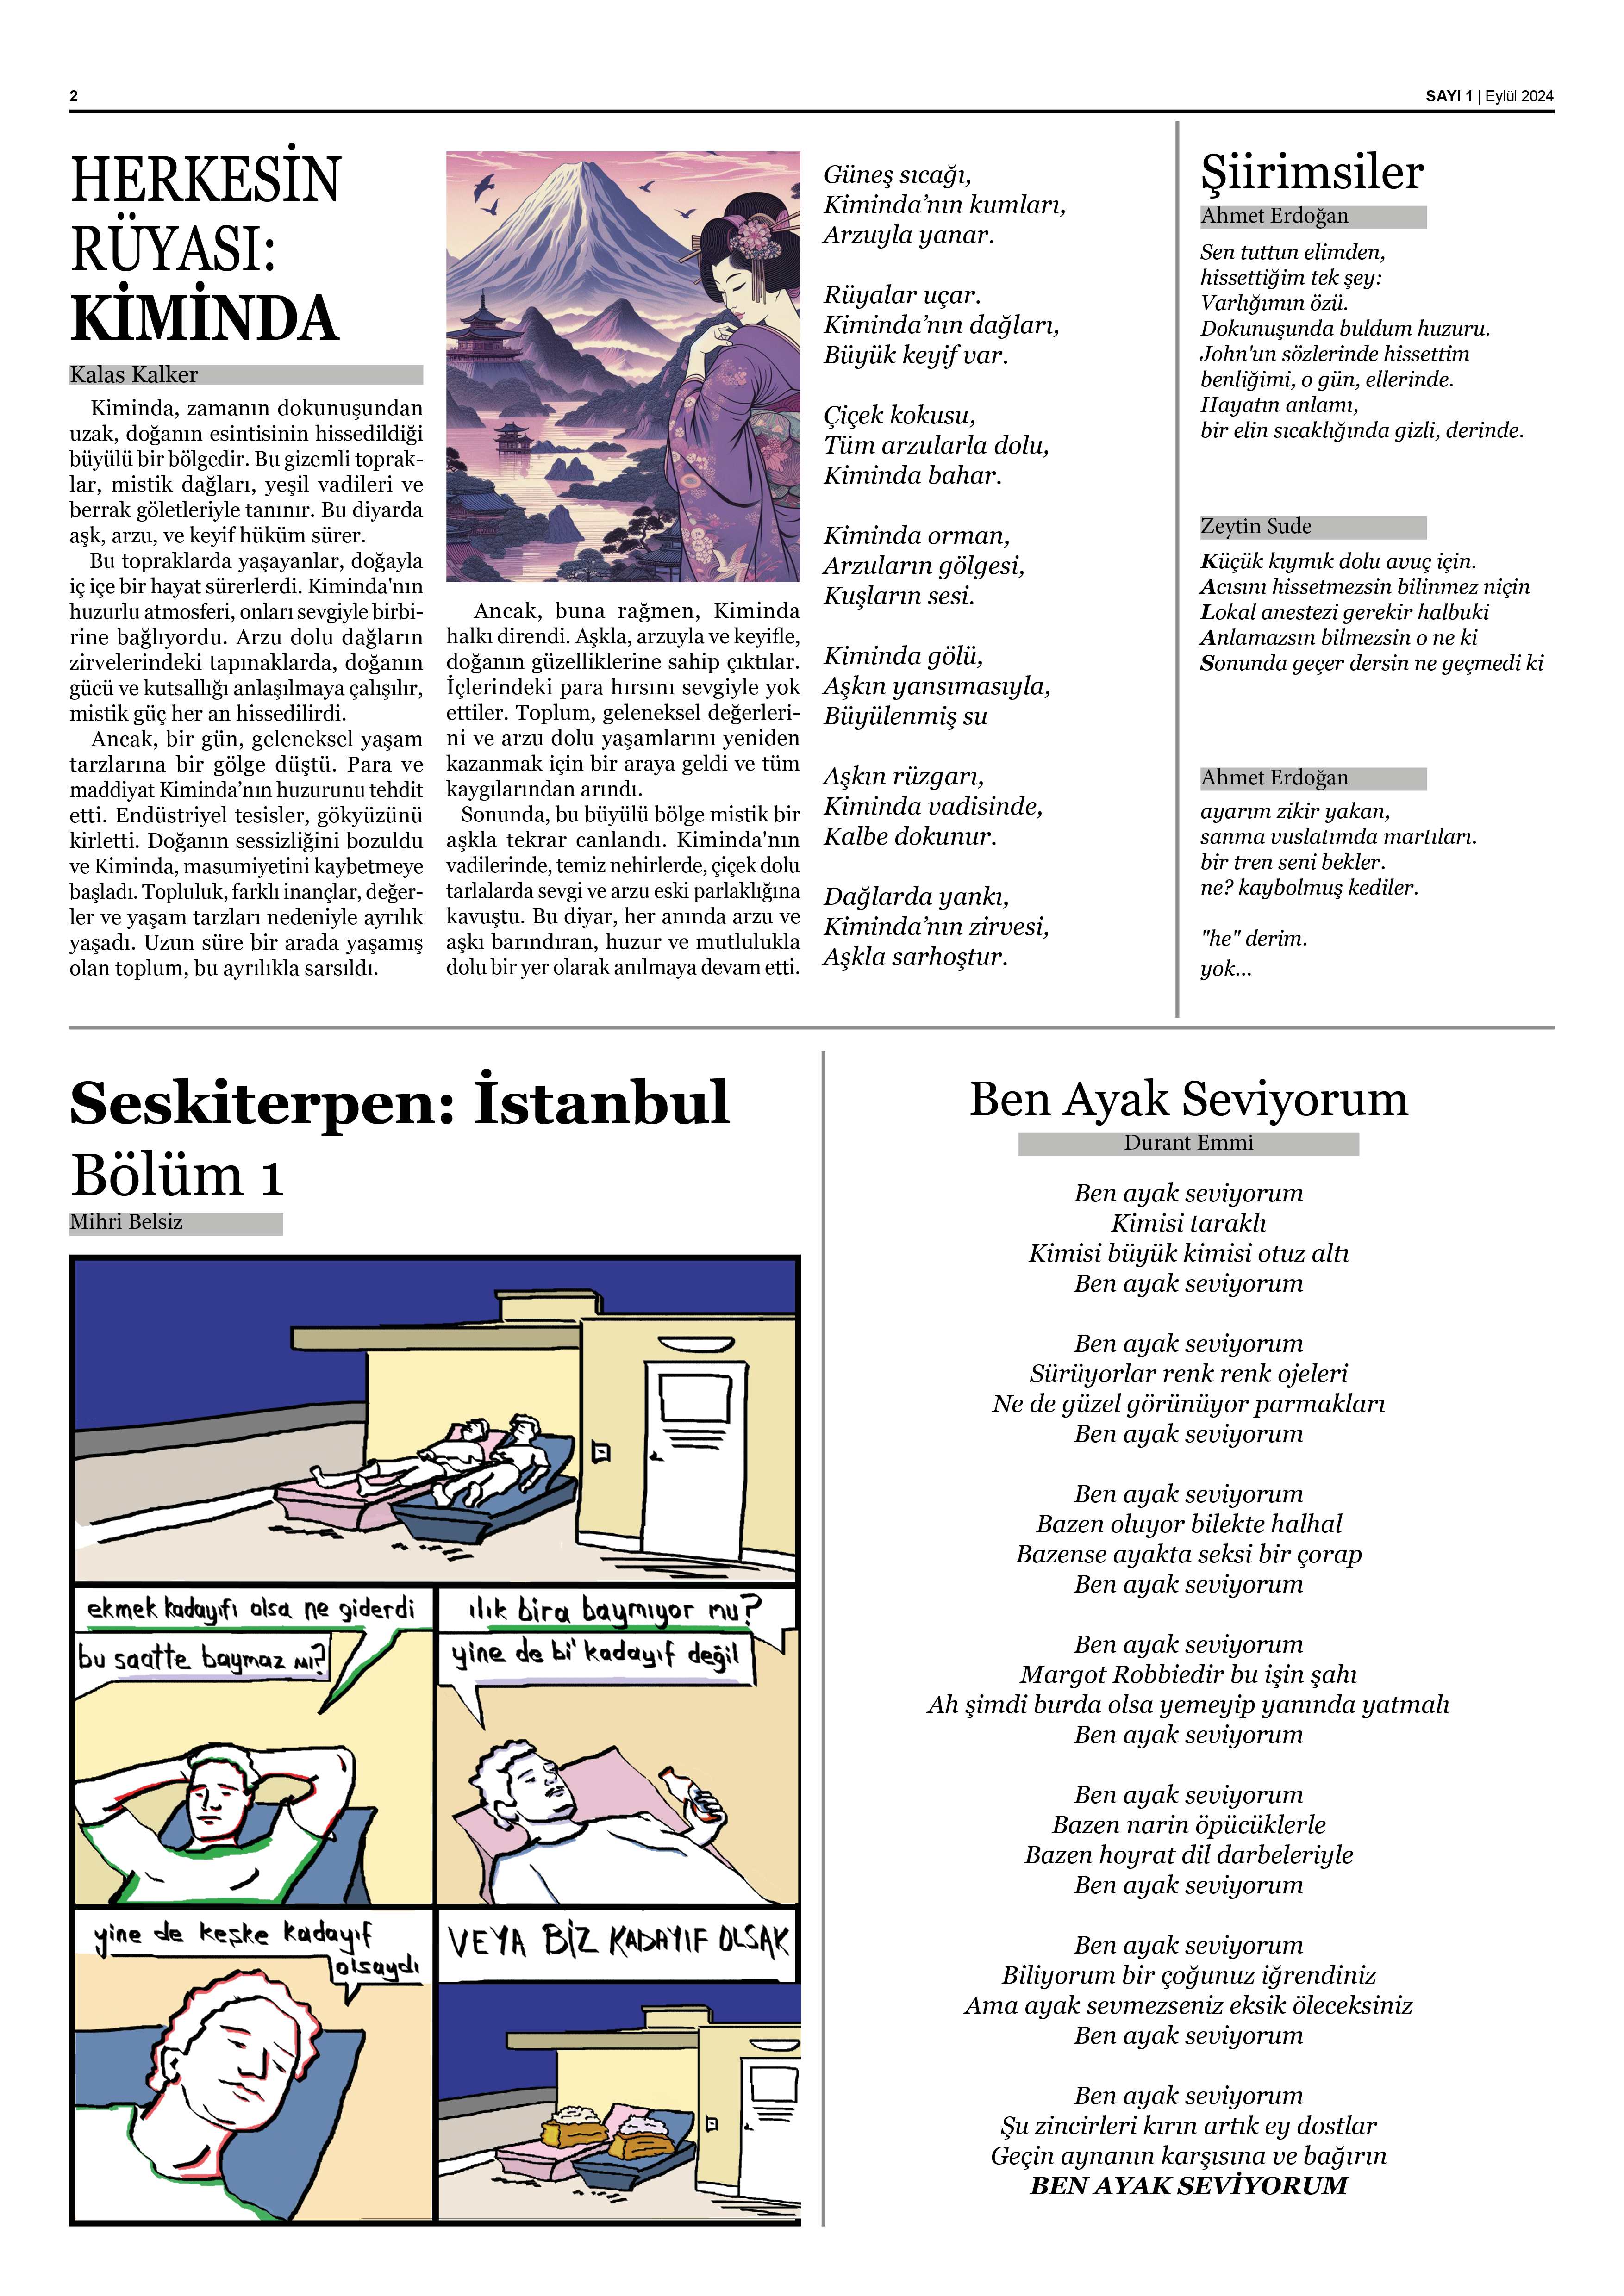 2
SAYI 1 | Eylül 2024
HERKESİN
RÜYASI:
KİMİNDA
Kalas Kalker
Kiminda, zamanın dokunuşundan
uzak, doğanın esintisinin hissedildiği
büyülü bir bölgedir. Bu gizemli toprak-
lar, mistik dağları, yeşil vadileri ve
berrak göletleriyle tanınır. Bu diyarda
aşk, arzu, ve keyif hüküm sürer.
Bu topraklarda yaşayanlar, doğayla
iç içe bir hayat sürerlerdi. Kiminda'nın
huzurlu atmosferi, onları sevgiyle birbi-
rine bağlıyordu. Arzu dolu dağların
zirvelerindeki tapınaklarda, doğanın
gücü ve kutsallığı anlaşılmaya çalışılır,
mistik güç her an hissedilirdi.
Ancak, bir gün, geleneksel yaşam
tarzlarına bir gölge düştü. Para ve
maddiyat Kiminda’nın huzurunu tehdit
etti. Endüstriyel tesisler, gökyüzünü
kirletti. Doğanın sessizliğini bozuldu
ve Kiminda, masumiyetini kaybetmeye
başladı. Topluluk, farklı inançlar, değer-
ler ve yaşam tarzları nedeniyle ayrılık
yaşadı. Uzun süre bir arada yaşamış
olan toplum, bu ayrılıkla sarsıldı.
Ancak, buna rağmen, Kiminda
halkı direndi. Aşkla, arzuyla ve keyifle,
doğanın güzelliklerine sahip çıktılar.
İçlerindeki para hırsını sevgiyle yok
ettiler. Toplum, geleneksel değerleri-
ni ve arzu dolu yaşamlarını yeniden
kazanmak için bir araya geldi ve tüm
kaygılarından arındı.
Sonunda, bu büyülü bölge mistik bir
aşkla tekrar canlandı. Kiminda'nın
vadilerinde, temiz nehirlerde, çiçek dolu
tarlalarda sevgi ve arzu eski parlaklığına
kavuştu. Bu diyar, her anında arzu ve
aşkı barındıran, huzur ve mutlulukla
dolu bir yer olarak anılmaya devam etti.
Güneş sıcağı,
Kiminda’nın kumları,
Arzuyla yanar.
Rüyalar uçar.
Kiminda’nın dağları,
Büyük keyif var.
Çiçek kokusu,
Tüm arzularla dolu,
Kiminda bahar.
Kiminda orman,
Arzuların gölgesi,
Kuşların sesi.
Kiminda gölü,
Aşkın yansımasıyla,
Büyülenmiş su
Aşkın rüzgarı,
Kiminda vadisinde,
Kalbe dokunur.
Dağlarda yankı,
Kiminda’nın zirvesi,
Aşkla sarhoştur.
Şiirimsiler
Ahmet Erdoğan
Sen tuttun elimden,
hissettiğim tek şey:
Varlığımın özü.
Dokunuşunda buldum huzuru.
John'un sözlerinde hissettim
benliğimi, o gün, ellerinde.
Hayatın anlamı,
bir elin sıcaklığında gizli, derinde.
Zeytin Sude
Küçük kıymık dolu avuç için.
Acısını hissetmezsin bilinmez niçin
Lokal anestezi gerekir halbuki
Anlamazsın bilmezsin o ne ki
Sonunda geçer dersin ne geçmedi ki
Ahmet Erdoğan
ayarım zikir yakan,
sanma vuslatımda martıları.
bir tren seni bekler.
ne? kaybolmuş kediler.
"he" derim.
yok...
Seskiterpen: İstanbul
Bölüm 1
Mihri Belsiz
ekmek kadayıfı olsa ne giderdi
bu saatte baymaz mı?
ılık bira baymıyor mu?
yine de bi' kadayıf değil
yine de keşke kadayıf
olsaydı
VEYA BİZ KADAYIF OLSAK
Ben Ayak Seviyorum
Durant Emmi
Ben ayak seviyorum
Kimisi taraklı
Kimisi büyük kimisi otuz altı
Ben ayak seviyorum
Ben ayak seviyorum
Sürüyorlar renk renk ojeleri
Ne de güzel görünüyor parmakları
Ben ayak seviyorum
Ben ayak seviyorum
Bazen oluyor bilekte halhal
Bazense ayakta seksi bir çorap
Ben ayak seviyorum
Ben ayak seviyorum
Margot Robbiedir bu işin şahı
Ah şimdi burda olsa yemeyip yanında yatmalı
Ben ayak seviyorum
Ben ayak seviyorum
Bazen narin öpücüklerle
Bazen hoyrat dil darbeleriyle
Ben ayak seviyorum
Ben ayak seviyorum
Biliyorum bir çoğunuz iğrendiniz
Ama ayak sevmezseniz eksik öleceksiniz
Ben ayak seviyorum
Ben ayak seviyorum
Şu zincirleri kırın artık ey dostlar
Geçin aynanın karşısına ve bağırın
BEN AYAK SEVİYORUM